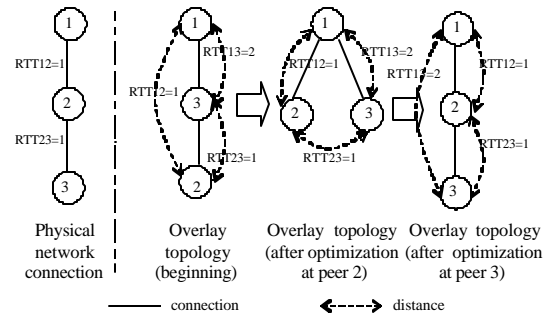 1
RTT12=1
2
RTT23=1
3
1
RTT13=2
RTT12=1
3
RTT23=1
2
1
RTT12=1
RTT13=2
2
3
RTT23=1
1
RTT12=1
RTT13=2
2
RTT23=1
3
Physical
network
connection
Overlay
topology
(beginning)
Overlay topology
(after optimization
at peer 2)
Overlay topology
(after optimization
at peer 3)
connection
distance